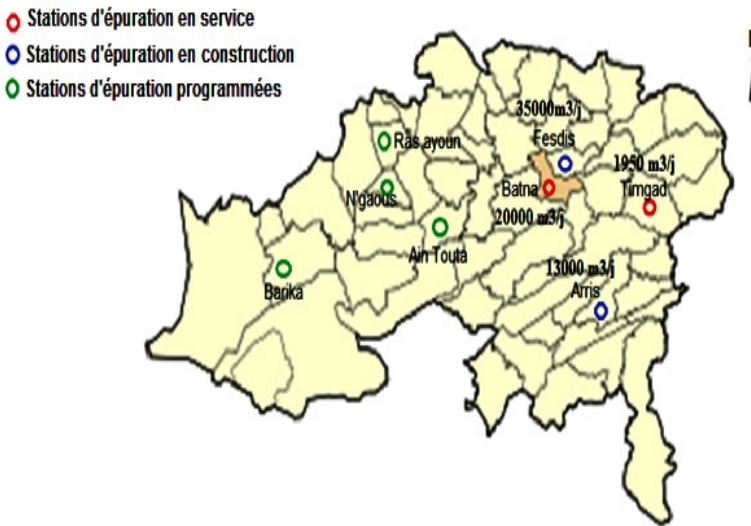 Stations d'épuration en service
Stations d'épuration en construction
Stations d'épuration programmées
35000m3/j
Fesdis
Ras ayoun
1950 m3/j
N'gaous
Batna
Timgad
20000 m3/j
Ain Touta
13000 m3/j
Barika
Arris